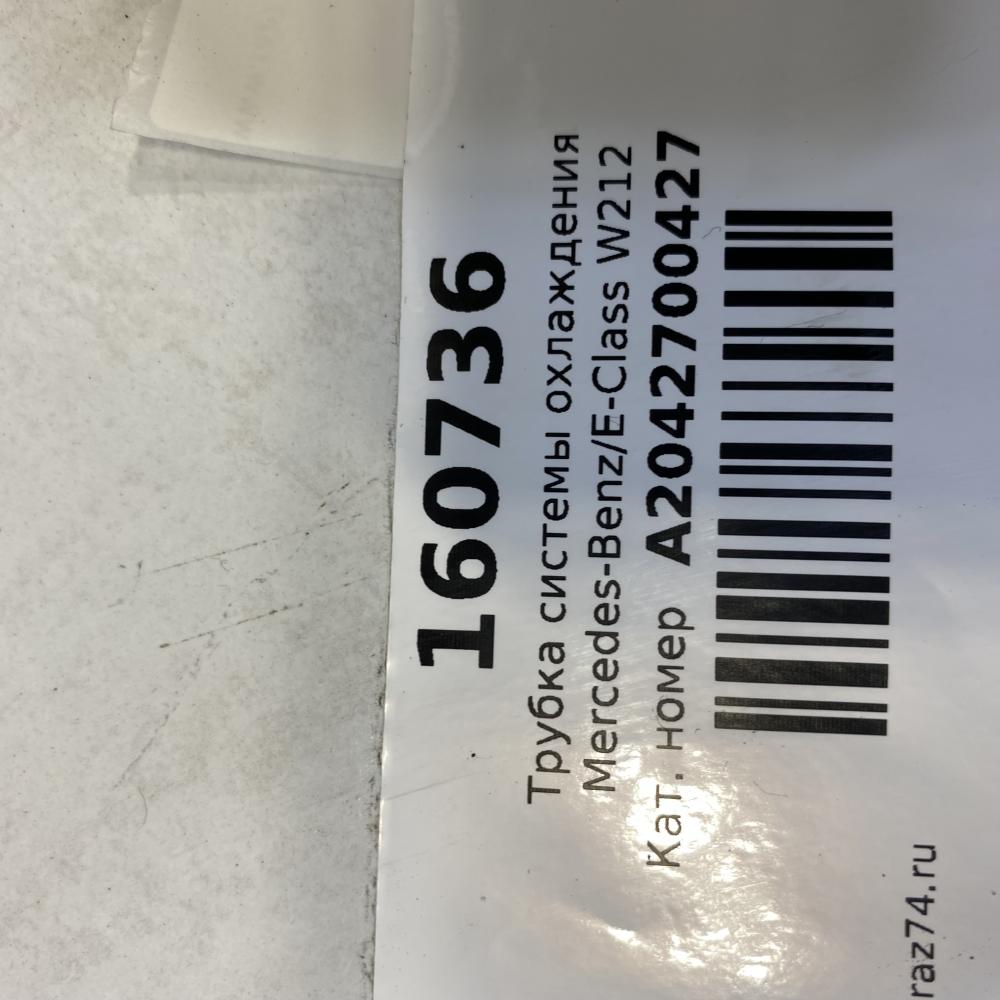 160736
Трубка системы охлаждения
Mercedes-Benz/E-Class W212
Кат. номер A2042700427
raz74.ru